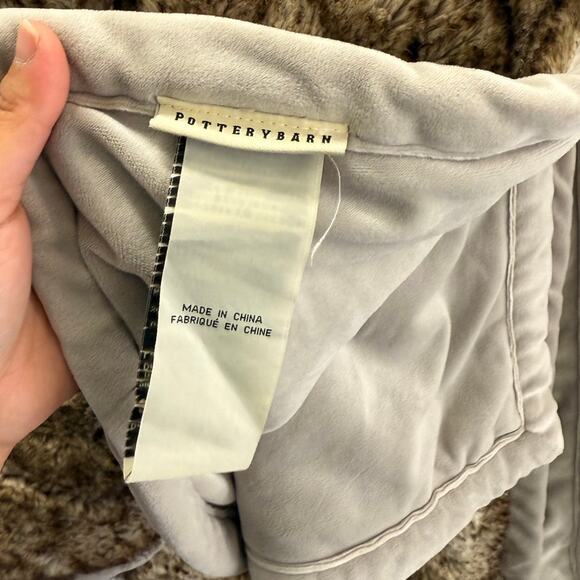 POTTERYBARN
MADE IN CHINA
FABRIQUÉ EN CHINE